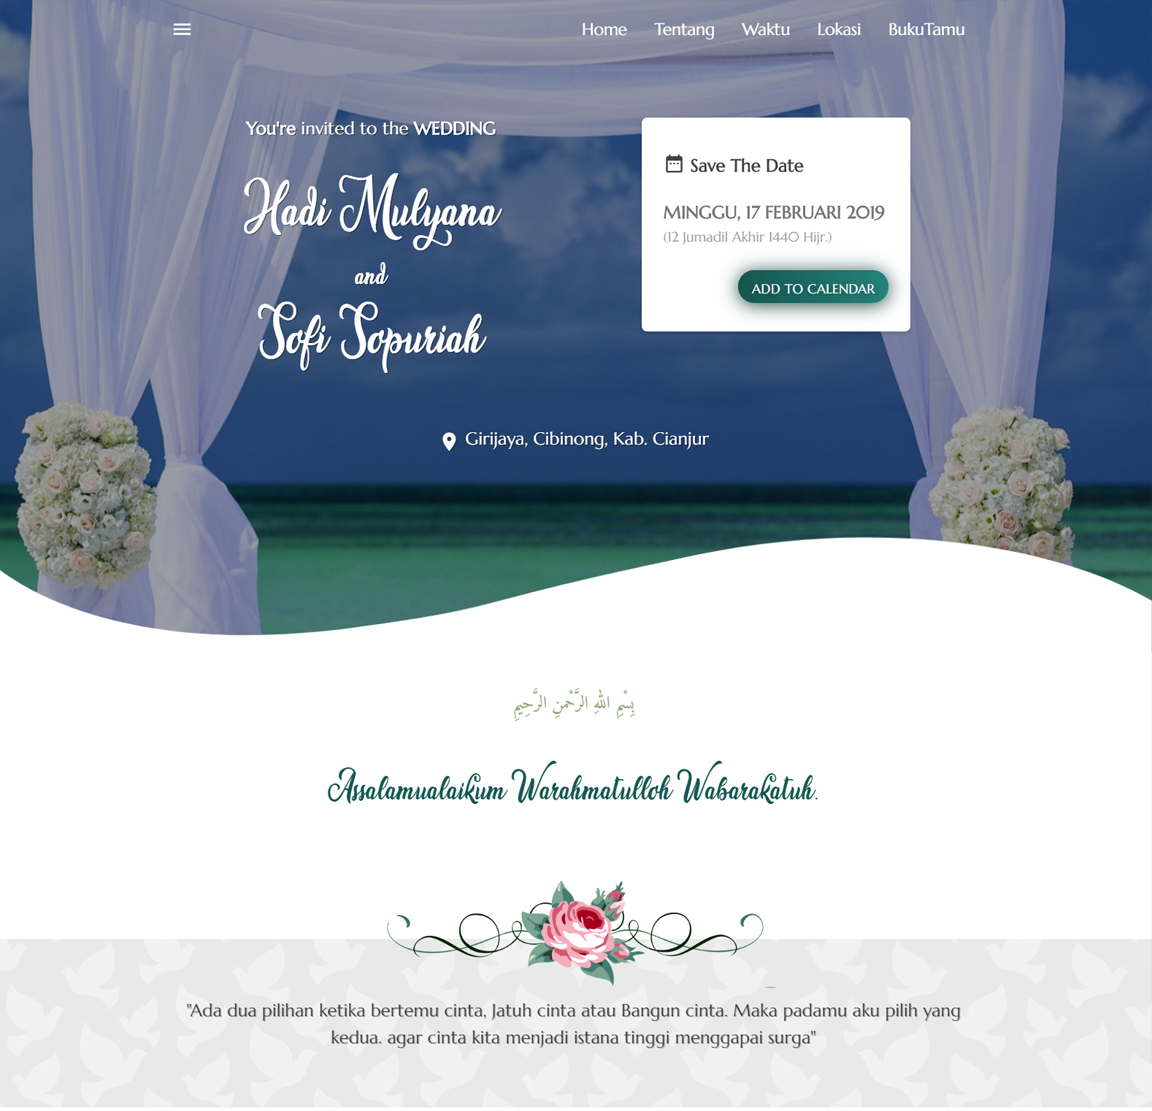 Home Tentang Waktu Lokasi BukuTamu
You're invited to the WEDDING
Hadi Mulyana
and
Sofi Sopuriah
Save The Date
MINGGU, 17 FEBRUARI 2019
(12 Jumadil Akhir 1440 Hijr.)
ADD TO CALENDAR
Girijaya, Cibinong, Kab. Cianjur
بِسْمِ اللهِ الرَّحْمنِ الرَّحِيمِ
Assalamualaikum Warahmatulloh Wabarakatuh.
"Ada dua pilihan ketika bertemu cinta, Jatuh cinta atau Bangun cinta. Maka padamu aku pilih yang
kedua. agar cinta kita menjadi istana tinggi menggapai surga"